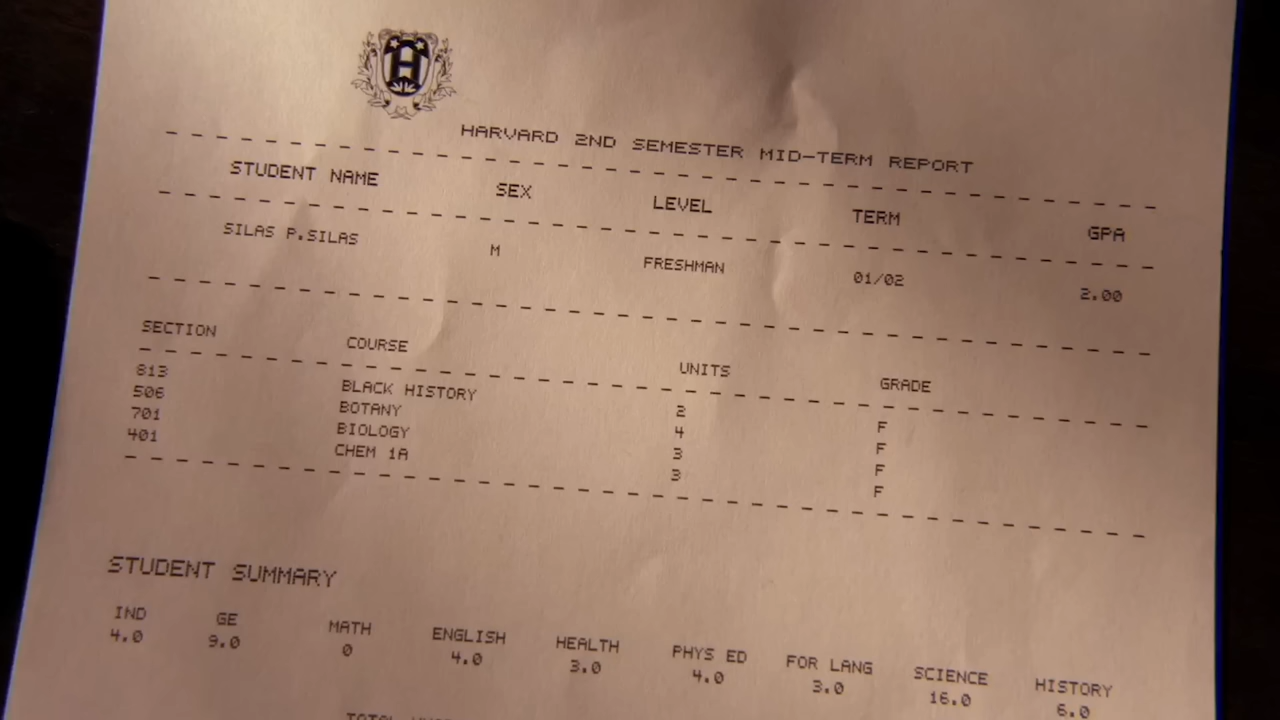 H
HARVARD 2ND SEMESTER MID-TERM REPORT
STUDENT NAME SEX LEVEL TERM GPA
SILAS P.SILAS M FRESHMAN 01/02 2.00
SECTION COURSE UNITS GRADE
813 BLACK HISTORY 2 F
506 BOTANY 4 F
701 BIOLOGY 3 F
401 CHEM 1A 3 F
STUDENT SUMMARY
IND GE MATH ENGLISH HEALTH PHYS ED FOR LANG SCIENCE HISTORY
4.0 9.0 0 4.0 3.0 4.0 3.0 16.0 6.0
TOTAL